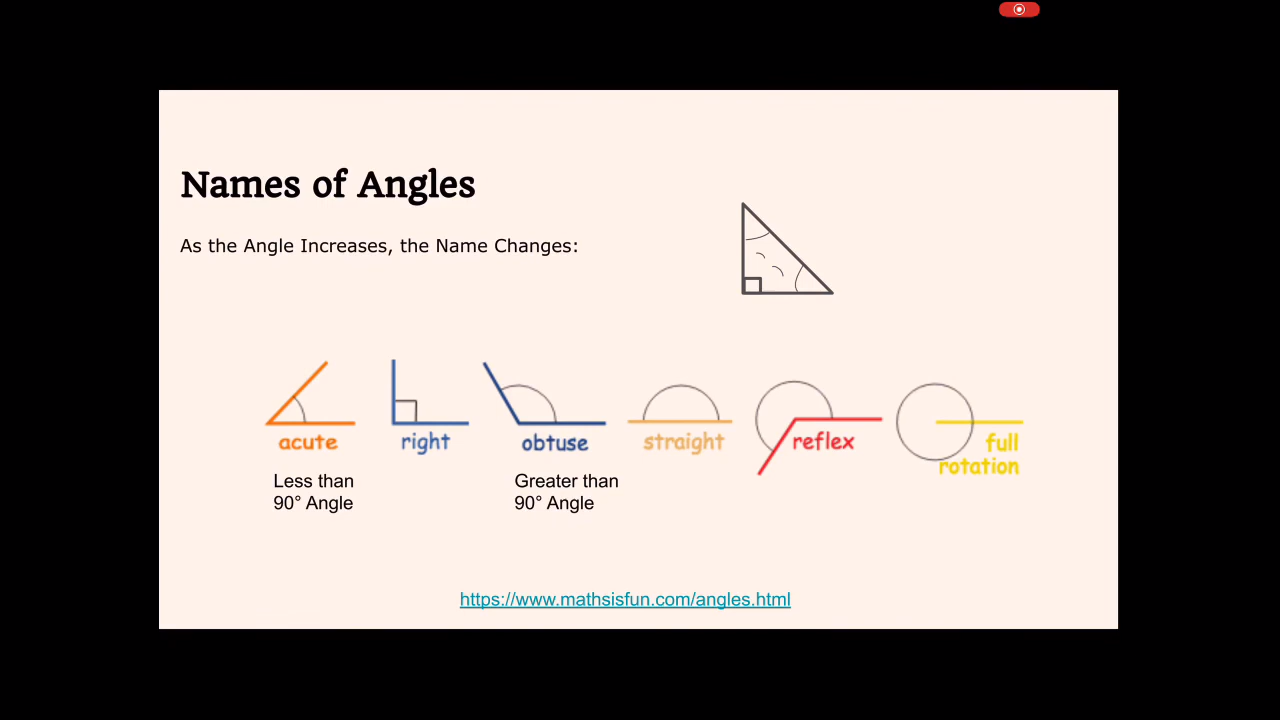 Names of Angles
As the Angle Increases, the Name Changes:
acute
right
obtuse
straight
reflex
full
rotation
Less than
90° Angle
Greater than
90° Angle
https://www.mathsisfun.com/angles.html